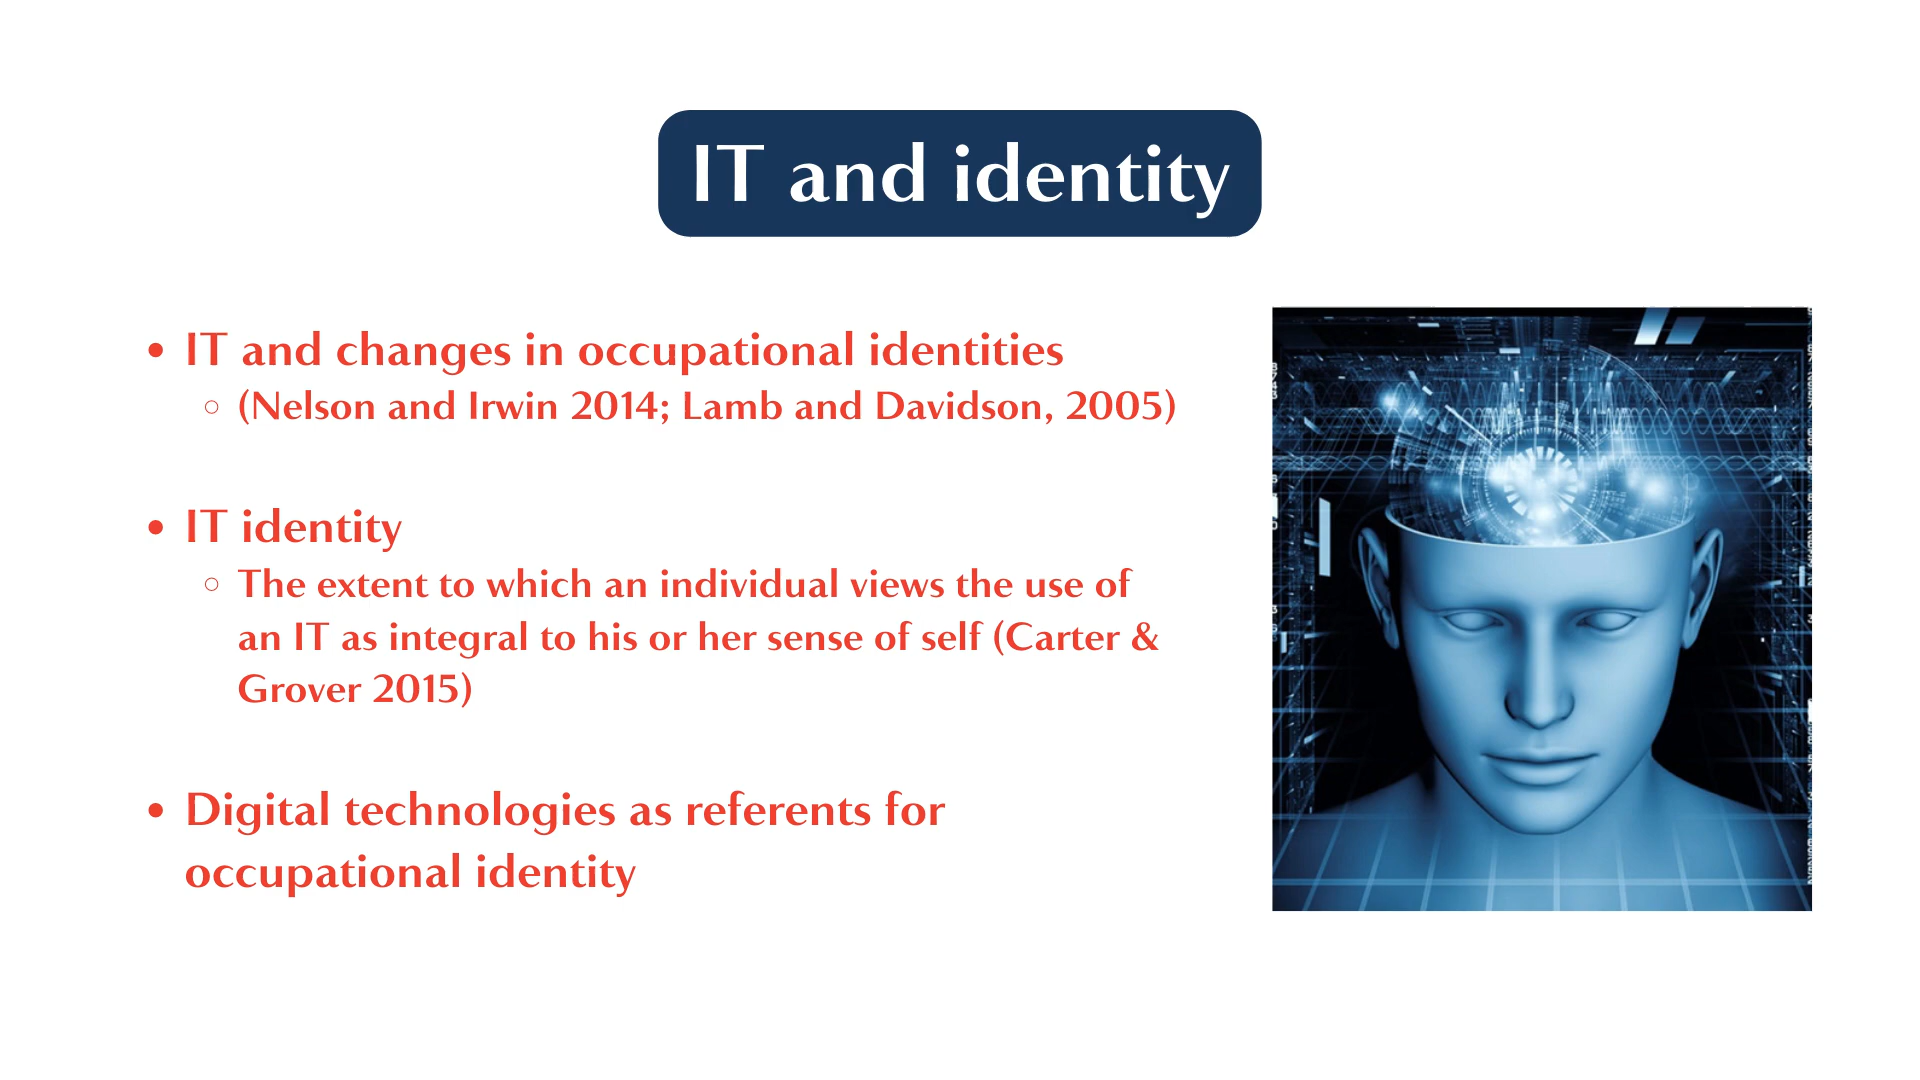 IT and identity
• IT and changes in occupational identities
○ (Nelson and Irwin 2014; Lamb and Davidson, 2005)
• IT identity
○ The extent to which an individual views the use of
an IT as integral to his or her sense of self (Carter &
Grover 2015)
• Digital technologies as referents for
occupational identity